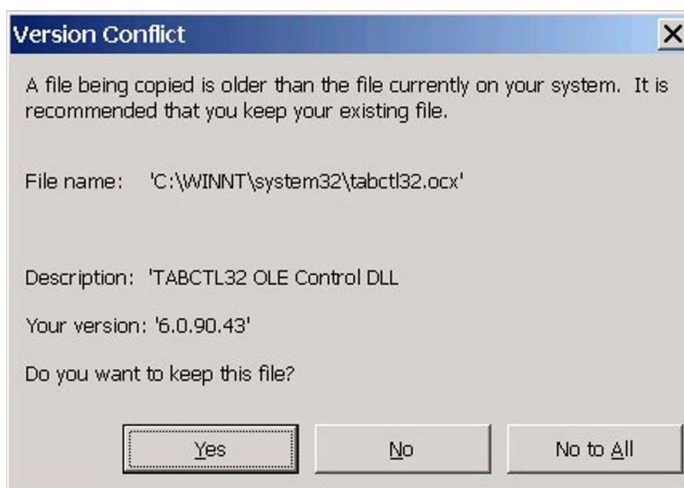 Version Conflict
A file being copied is older than the file currently on your system. It is
recommended that you keep your existing file.
File name: 'C:\WINNT\system32\tabctl32.ocx'
Description: 'TABCTL32 OLE Control DLL
Your version: '6.0.90.43'
Do you want to keep this file?
Yes No No to All